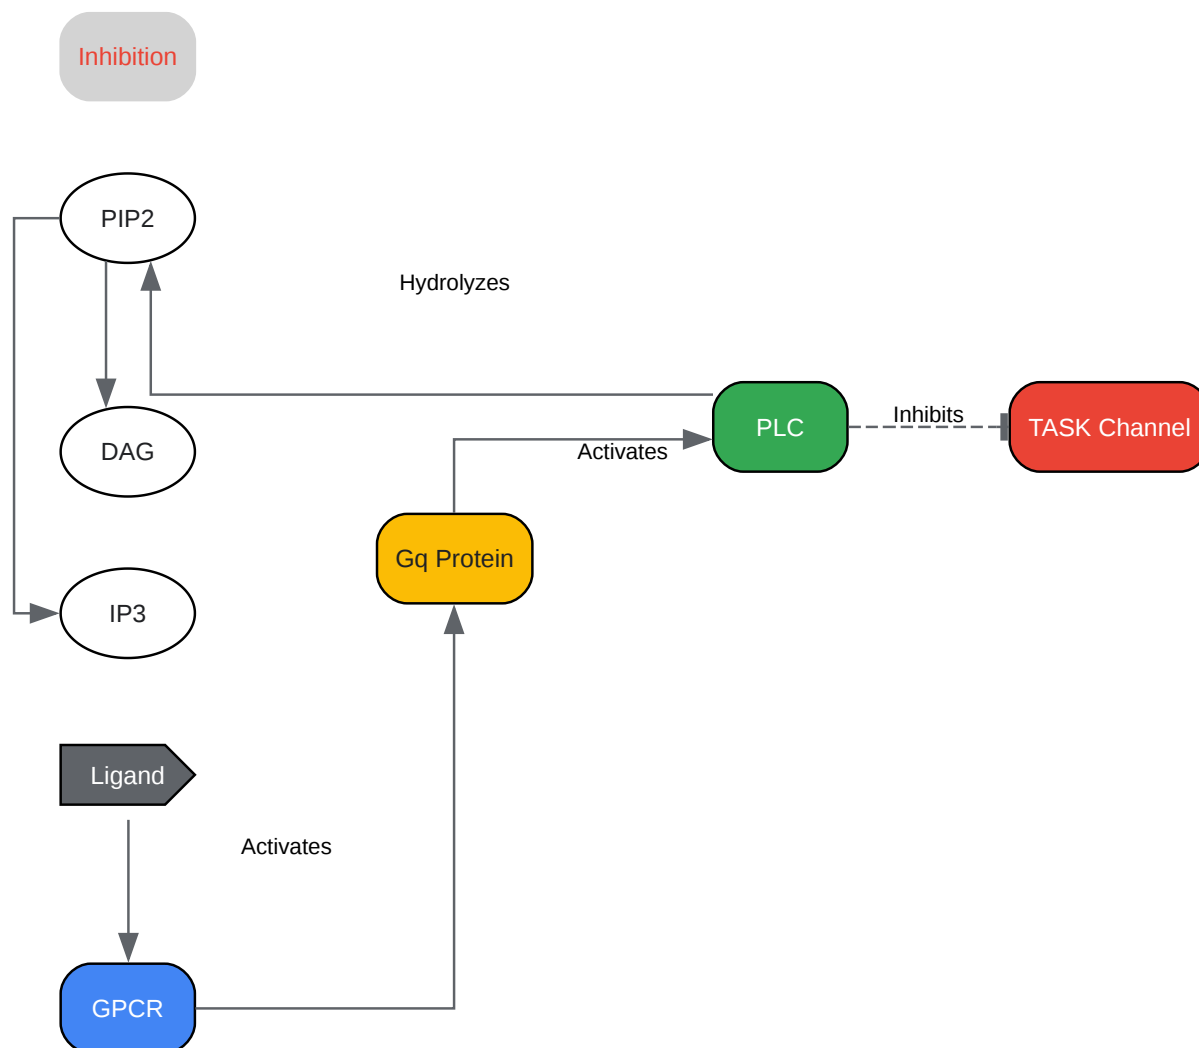 Inhibition
PIP2
Hydrolyzes
DAG
Activates
PLC
Inhibits
TASK Channel
Gq Protein
IP3
Ligand
Activates
GPCR